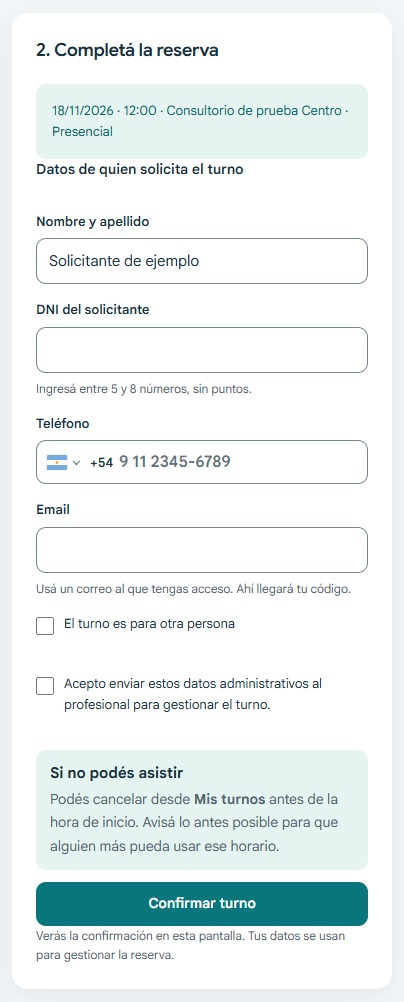 2. Completá la reserva
18/11/2026 · 12:00 · Consultorio de prueba Centro ·
Presencial
Datos de quien solicita el turno
Nombre y apellido
Solicitante de ejemplo
DNI del solicitante
Ingresá entre 5 y 8 números, sin puntos.
Teléfono
+54 9 11 2345-6789
Email
Usá un correo al que tengas acceso. Ahí llegará tu código.
El turno es para otra persona
Acepto enviar estos datos administrativos al
profesional para gestionar el turno.
Si no podés asistir
Podés cancelar desde Mis turnos antes de la
hora de inicio. Avisá lo antes posible para que
alguien más pueda usar ese horario.
Confirmar turno
Verás la confirmación en esta pantalla. Tus datos se usan
para gestionar la reserva.